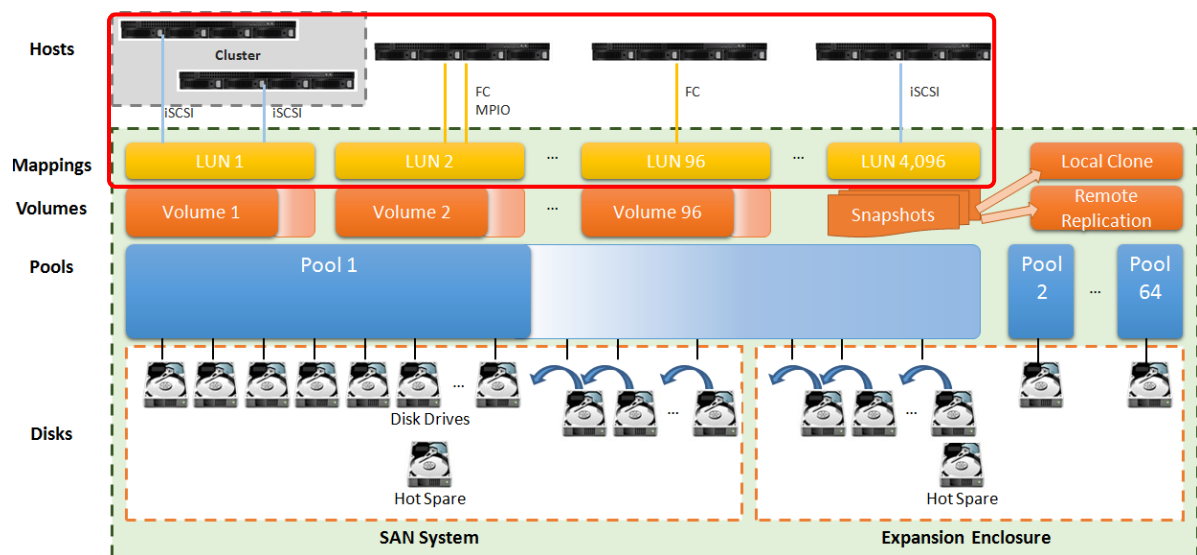 Hosts
Cluster
iSCSI
iSCSI
FC
MPIO
FC
iSCSI
Mappings
LUN 1
LUN 2
...
LUN 96
...
LUN 4,096
Local Clone
Volumes
Volume 1
Volume 2
Volume 96
Snapshots
Remote
Replication
Pools
Pool 1
Pool
2
...
Pool
64
Disks
...
Disk Drives
...
...
Hot Spare
Hot Spare
SAN System
Expansion Enclosure